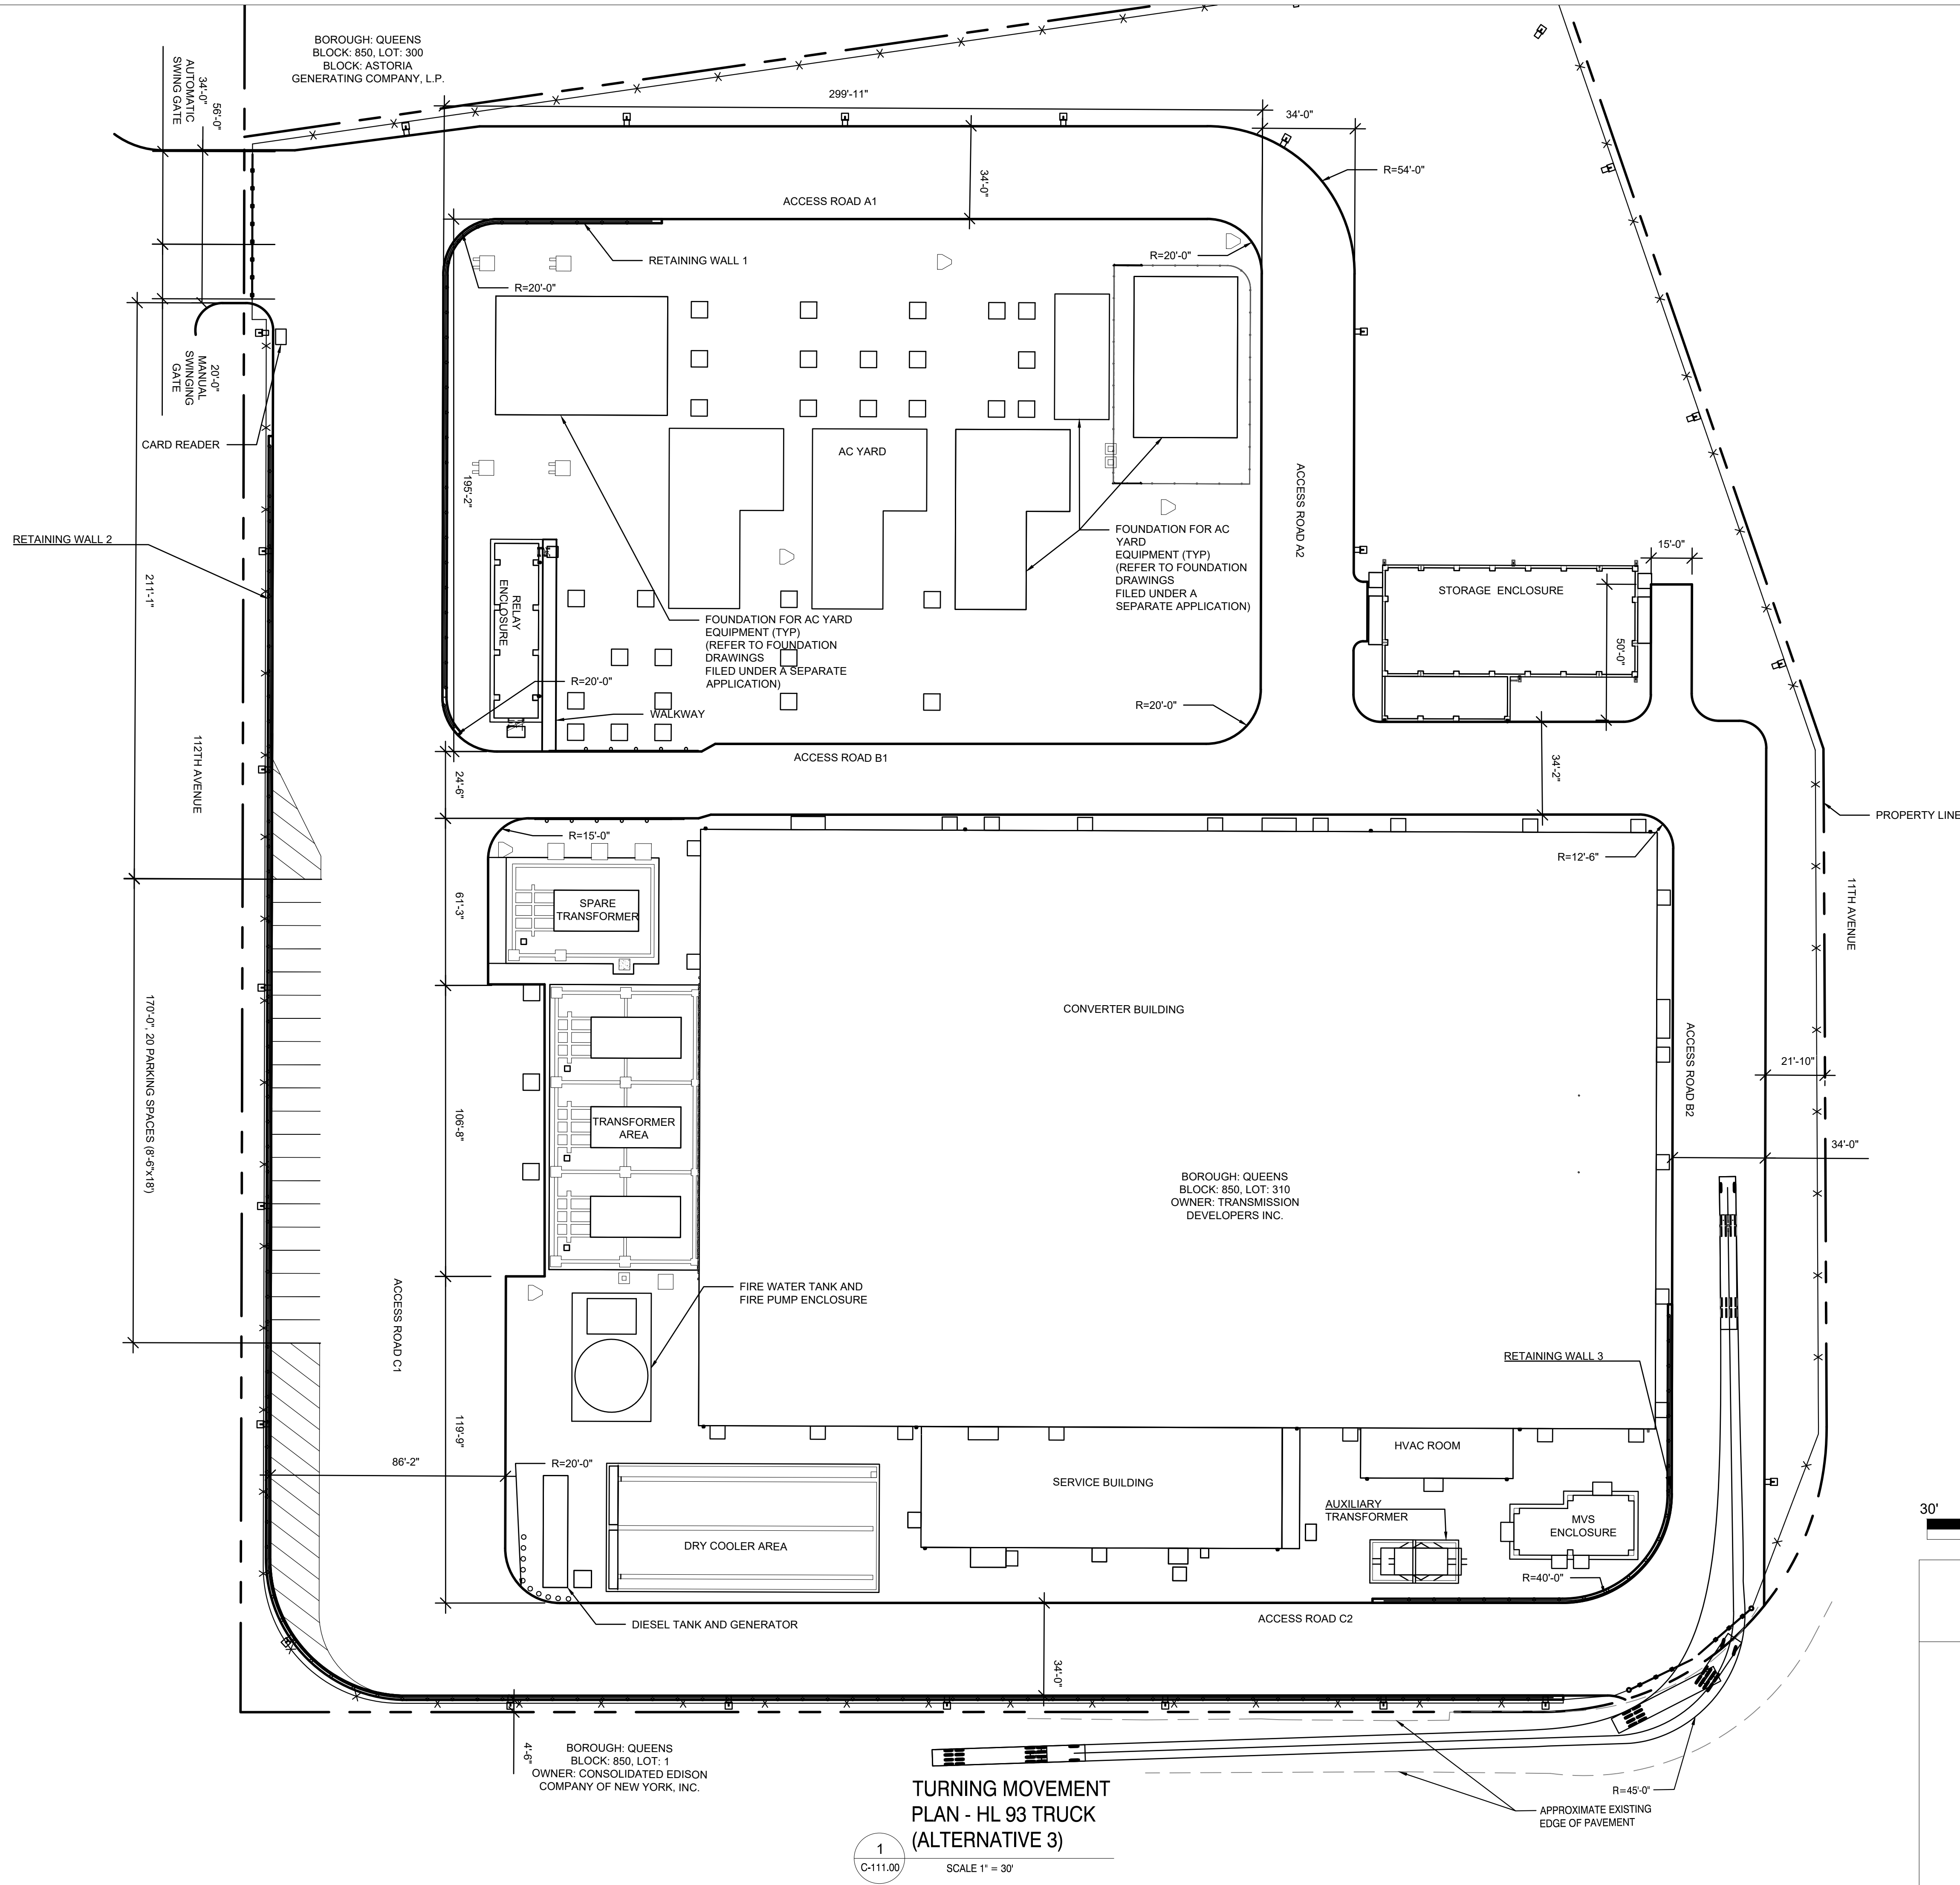 BOROUGH: QUEENS
BLOCK: 850, LOT: 300
BLOCK: ASTORIA
GENERATING COMPANY, L.P.
56'-0"
34'-0"
AUTOMATIC
SWING GATE
299'-11"
34'-0"
R=54'-0"
34'-0"
ACCESS ROAD A1
RETAINING WALL 1
R=20'-0"
R=20'-0"
20'-0"
MANUAL
SWINGING
GATE
CARD READER
AC YARD
195'-2"
ACCESS ROAD A2
RETAINING WALL 2
211'-1"
FOUNDATION FOR AC
YARD
EQUIPMENT (TYP)
(REFER TO FOUNDATION
DRAWINGS
FILED UNDER A
SEPARATE APPLICATION)
15'-0"
STORAGE ENCLOSURE
50'-0"
RELAY
ENCLOSURE
FOUNDATION FOR AC YARD
EQUIPMENT (TYP)
(REFER TO FOUNDATION
DRAWINGS
FILED UNDER A SEPARATE
APPLICATION)
R=20'-0"
WALKWAY
R=20'-0"
112TH AVENUE
ACCESS ROAD B1
24'-6"
34'-2"
PROPERTY LINE
R=15'-0"
R=12'-6"
61'-3"
SPARE
TRANSFORMER
11TH AVENUE
CONVERTER BUILDING
170'-0", 20 PARKING SPACES (8'-6"x18')
106'-8"
TRANSFORMER
AREA
ACCESS ROAD B2
21'-10"
34'-0"
BOROUGH: QUEENS
BLOCK: 850, LOT: 310
OWNER: TRANSMISSION
DEVELOPERS INC.
ACCESS ROAD C1
FIRE WATER TANK AND
FIRE PUMP ENCLOSURE
RETAINING WALL 3
119'-9"
86'-2"
R=20'-0"
HVAC ROOM
SERVICE BUILDING
AUXILIARY
TRANSFORMER
MVS
ENCLOSURE
30'
DRY COOLER AREA
R=40'-0"
DIESEL TANK AND GENERATOR
ACCESS ROAD C2
34'-0"
4'-6"
BOROUGH: QUEENS
BLOCK: 850, LOT: 1
OWNER: CONSOLIDATED EDISON
COMPANY OF NEW YORK, INC.
R=45'-0"
APPROXIMATE EXISTING
EDGE OF PAVEMENT
TURNING MOVEMENT
PLAN - HL 93 TRUCK
(ALTERNATIVE 3)
1
C-111.00
SCALE 1" = 30'